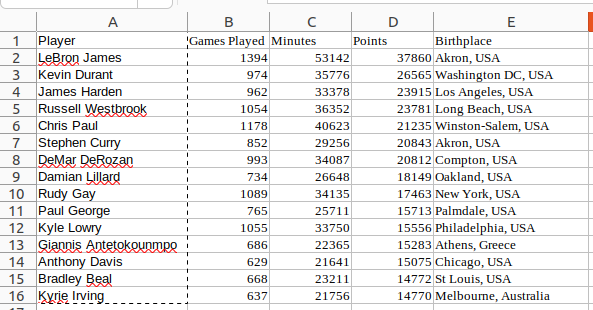 A B C D E
1 Player Games Played Minutes Points Birthplace
2 LeBron James 1394 53142 37860 Akron, USA
3 Kevin Durant 974 35776 26565 Washington DC, USA
4 James Harden 962 33378 23915 Los Angeles, USA
5 Russell Westbrook 1054 36352 23781 Long Beach, USA
6 Chris Paul 1178 40623 21235 Winston-Salem, USA
7 Stephen Curry 852 29256 20843 Akron, USA
8 DeMar DeRozan 993 34087 20812 Compton, USA
9 Damian Lillard 734 26648 18149 Oakland, USA
10 Rudy Gay 1089 34135 17463 New York, USA
11 Paul George 765 25711 15713 Palmdale, USA
12 Kyle Lowry 1055 33750 15556 Philadelphia, USA
13 Giannis Antetokounmpo 686 22365 15283 Athens, Greece
14 Anthony Davis 629 21641 15075 Chicago, USA
15 Bradley Beal 668 23211 14772 St Louis, USA
16 Kyrie Irving 637 21756 14770 Melbourne, Australia